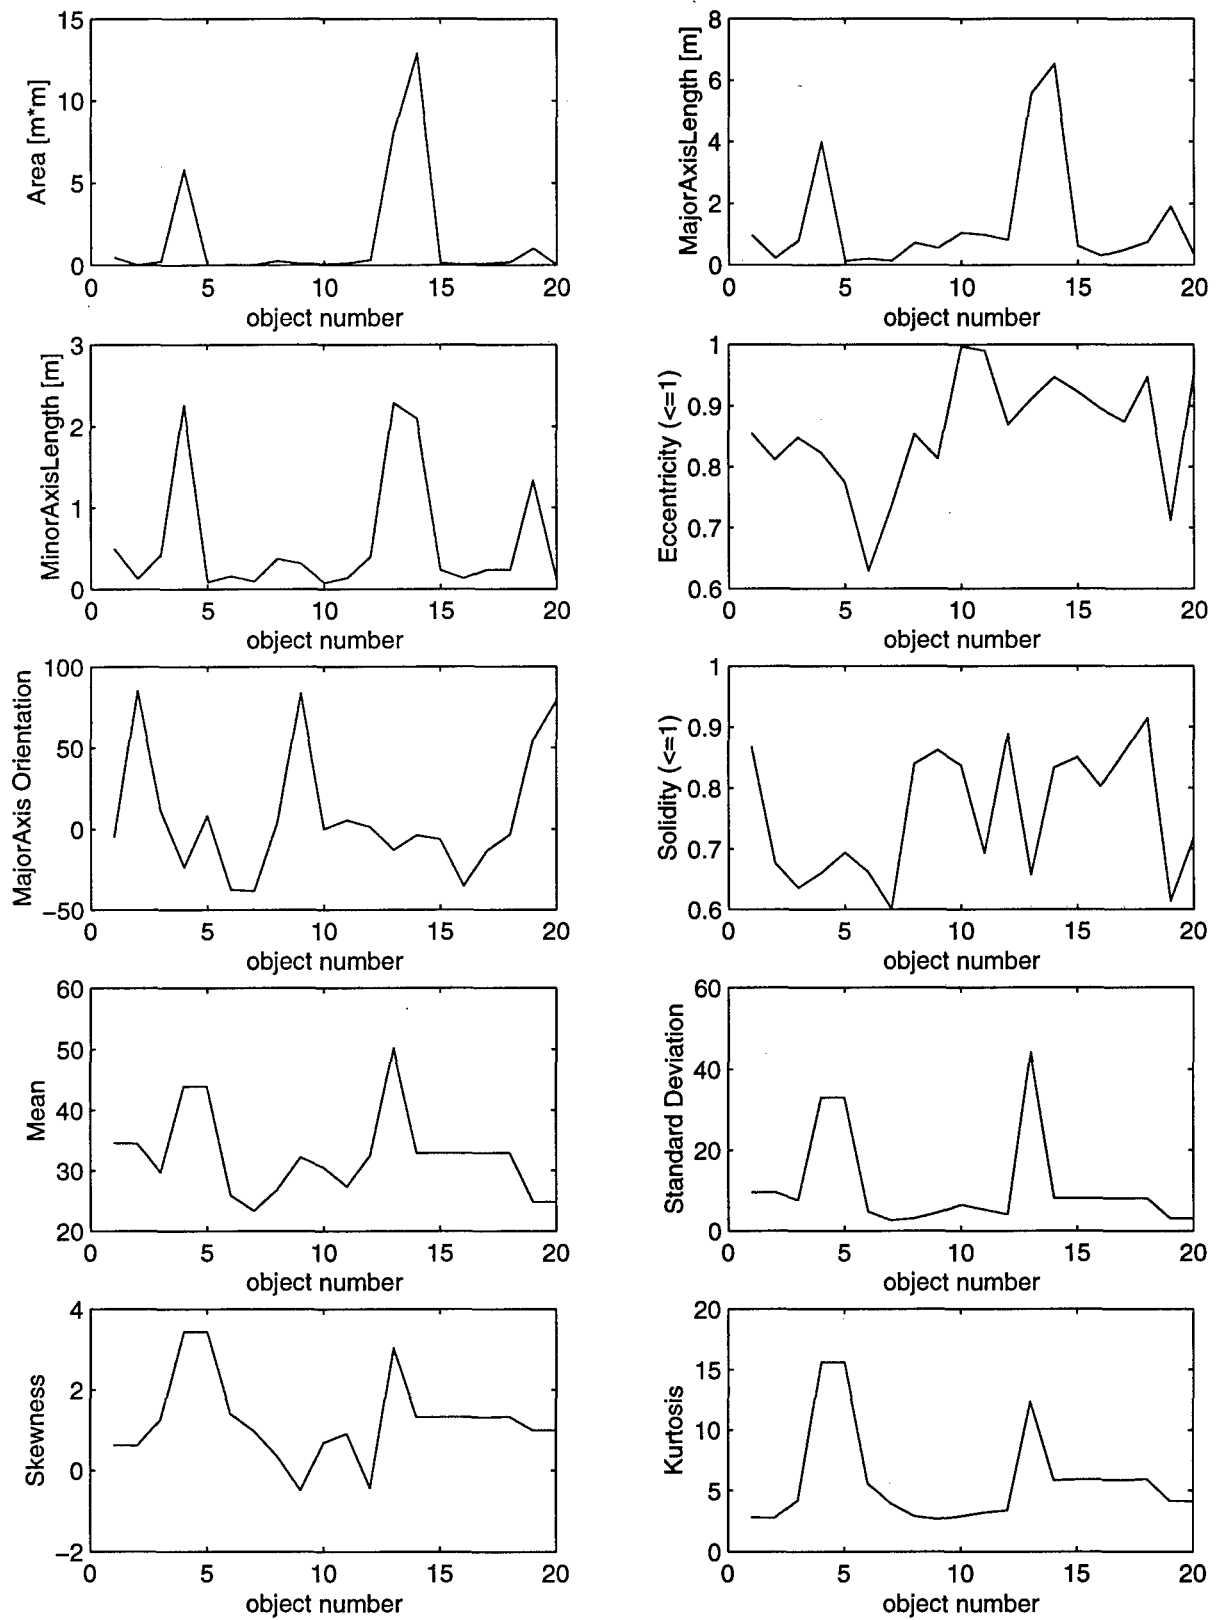 15
10
5
0
Area [m*m]
0 5 10 15 20
object number
8
6
4
2
0
MajorAxisLength [m]
0 5 10 15 20
object number
3
2
1
0
MinorAxisLength [m]
0 5 10 15 20
object number
1
0.9
0.8
0.7
0.6
Eccentricity (<=1)
0 5 10 15 20
object number
100
50
0
−50
MajorAxis Orientation
0 5 10 15 20
object number
1
0.9
0.8
0.7
0.6
Solidity (<=1)
0 5 10 15 20
object number
60
50
40
30
20
Mean
0 5 10 15 20
object number
60
40
20
0
Standard Deviation
0 5 10 15 20
object number
4
2
0
−2
Skewness
0 5 10 15 20
object number
20
15
10
5
0
Kurtosis
0 5 10 15 20
object number